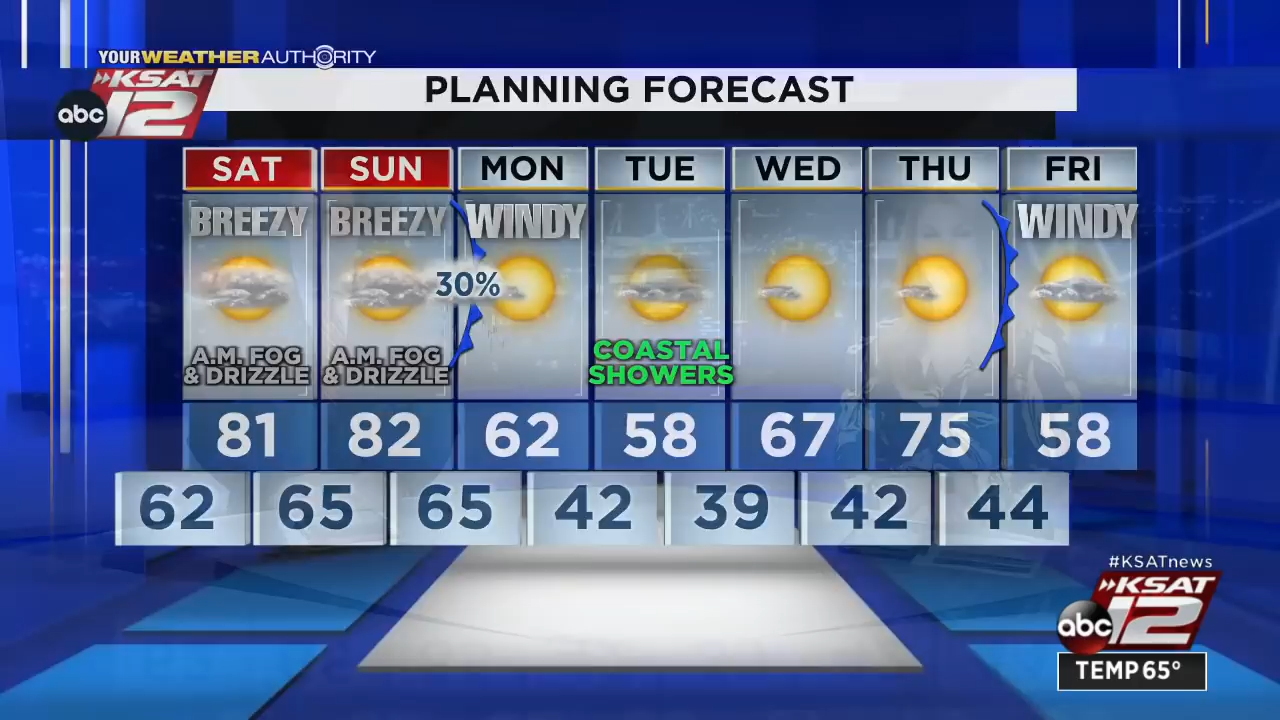 YOURWEATHERAUTHORITY
KSAT
abc 12
PLANNING FORECAST
SAT SUN MON TUE WED THU FRI
BREEZY BREEZY WINDY WINDY
30%
A.M. FOG A.M. FOG COASTAL
& DRIZZLE & DRIZZLE SHOWERS
81 82 62 58 67 75 58
62 65 65 42 39 42 44
#KSATnews
KSAT
abc 12
TEMP 65°